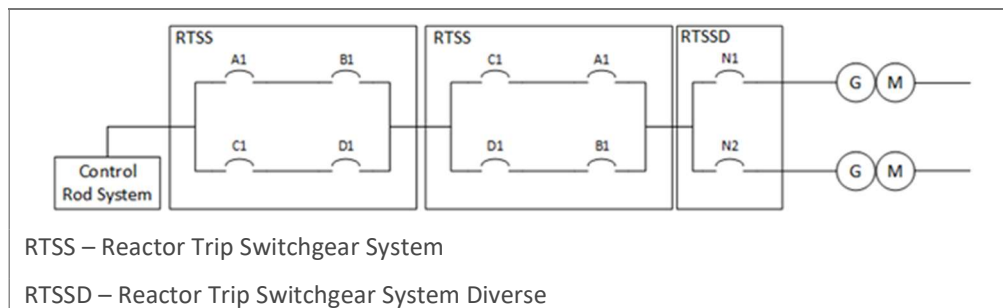 RTSS
RTSS
RTSSD
A1
B1
C1
A1
N1
G
M
C1
D1
D1
B1
N2
G
M
Control
Rod System
RTSS – Reactor Trip Switchgear System
RTSSD – Reactor Trip Switchgear System Diverse